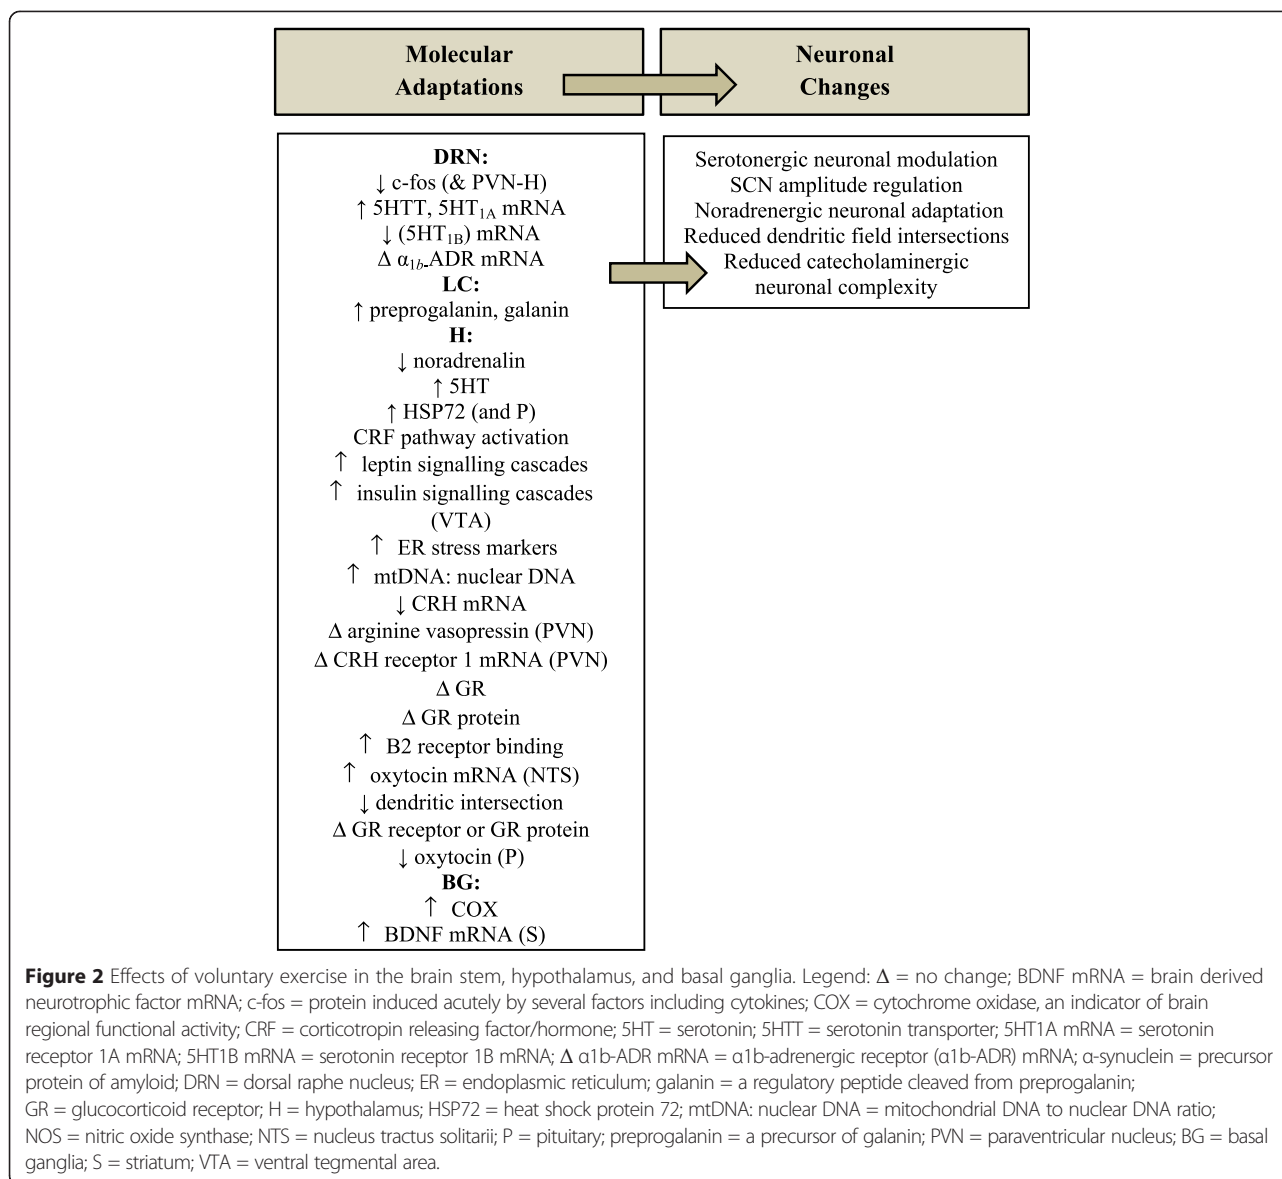 Molecular
Adaptations
Neuronal
Changes
DRN:
↓ c-fos (& PVN-H)
↑ 5HTT, 5HT1A mRNA
↓ (5HT1B) mRNA
Δ α1b-ADR mRNA
LC:
↑ preprogalanin, galanin
H:
↓ noradrenalin
↑ 5HT
↑ HSP72 (and P)
CRF pathway activation
↑ leptin signalling cascades
↑ insulin signalling cascades
(VTA)
↑ ER stress markers
↑ mtDNA: nuclear DNA
↓ CRH mRNA
Δ arginine vasopressin (PVN)
Δ CRH receptor 1 mRNA (PVN)
Δ GR
Δ GR protein
↑ B2 receptor binding
↑ oxytocin mRNA (NTS)
↓ dendritic intersection
Δ GR receptor or GR protein
↓ oxytocin (P)
BG:
↑ COX
↑ BDNF mRNA (S)
Serotonergic neuronal modulation
SCN amplitude regulation
Noradrenergic neuronal adaptation
Reduced dendritic field intersections
Reduced catecholaminergic
neuronal complexity
Figure 2 Effects of voluntary exercise in the brain stem, hypothalamus, and basal ganglia. Legend: Δ = no change; BDNF mRNA = brain derived
neurotrophic factor mRNA; c-fos = protein induced acutely by several factors including cytokines; COX = cytochrome oxidase, an indicator of brain
regional functional activity; CRF = corticotropin releasing factor/hormone; 5HT = serotonin; 5HTT = serotonin transporter; 5HT1A mRNA = serotonin
receptor 1A mRNA; 5HT1B mRNA = serotonin receptor 1B mRNA; Δ α1b-ADR mRNA = α1b-adrenergic receptor (α1b-ADR) mRNA; α-synuclein = precursor
protein of amyloid; DRN = dorsal raphe nucleus; ER = endoplasmic reticulum; galanin = a regulatory peptide cleaved from preprogalanin;
GR = glucocorticoid receptor; H = hypothalamus; HSP72 = heat shock protein 72; mtDNA: nuclear DNA = mitochondrial DNA to nuclear DNA ratio;
NOS = nitric oxide synthase; NTS = nucleus tractus solitarii; P = pituitary; preprogalanin = a precursor of galanin; PVN = paraventricular nucleus; BG = basal
ganglia; S = striatum; VTA = ventral tegmental area.